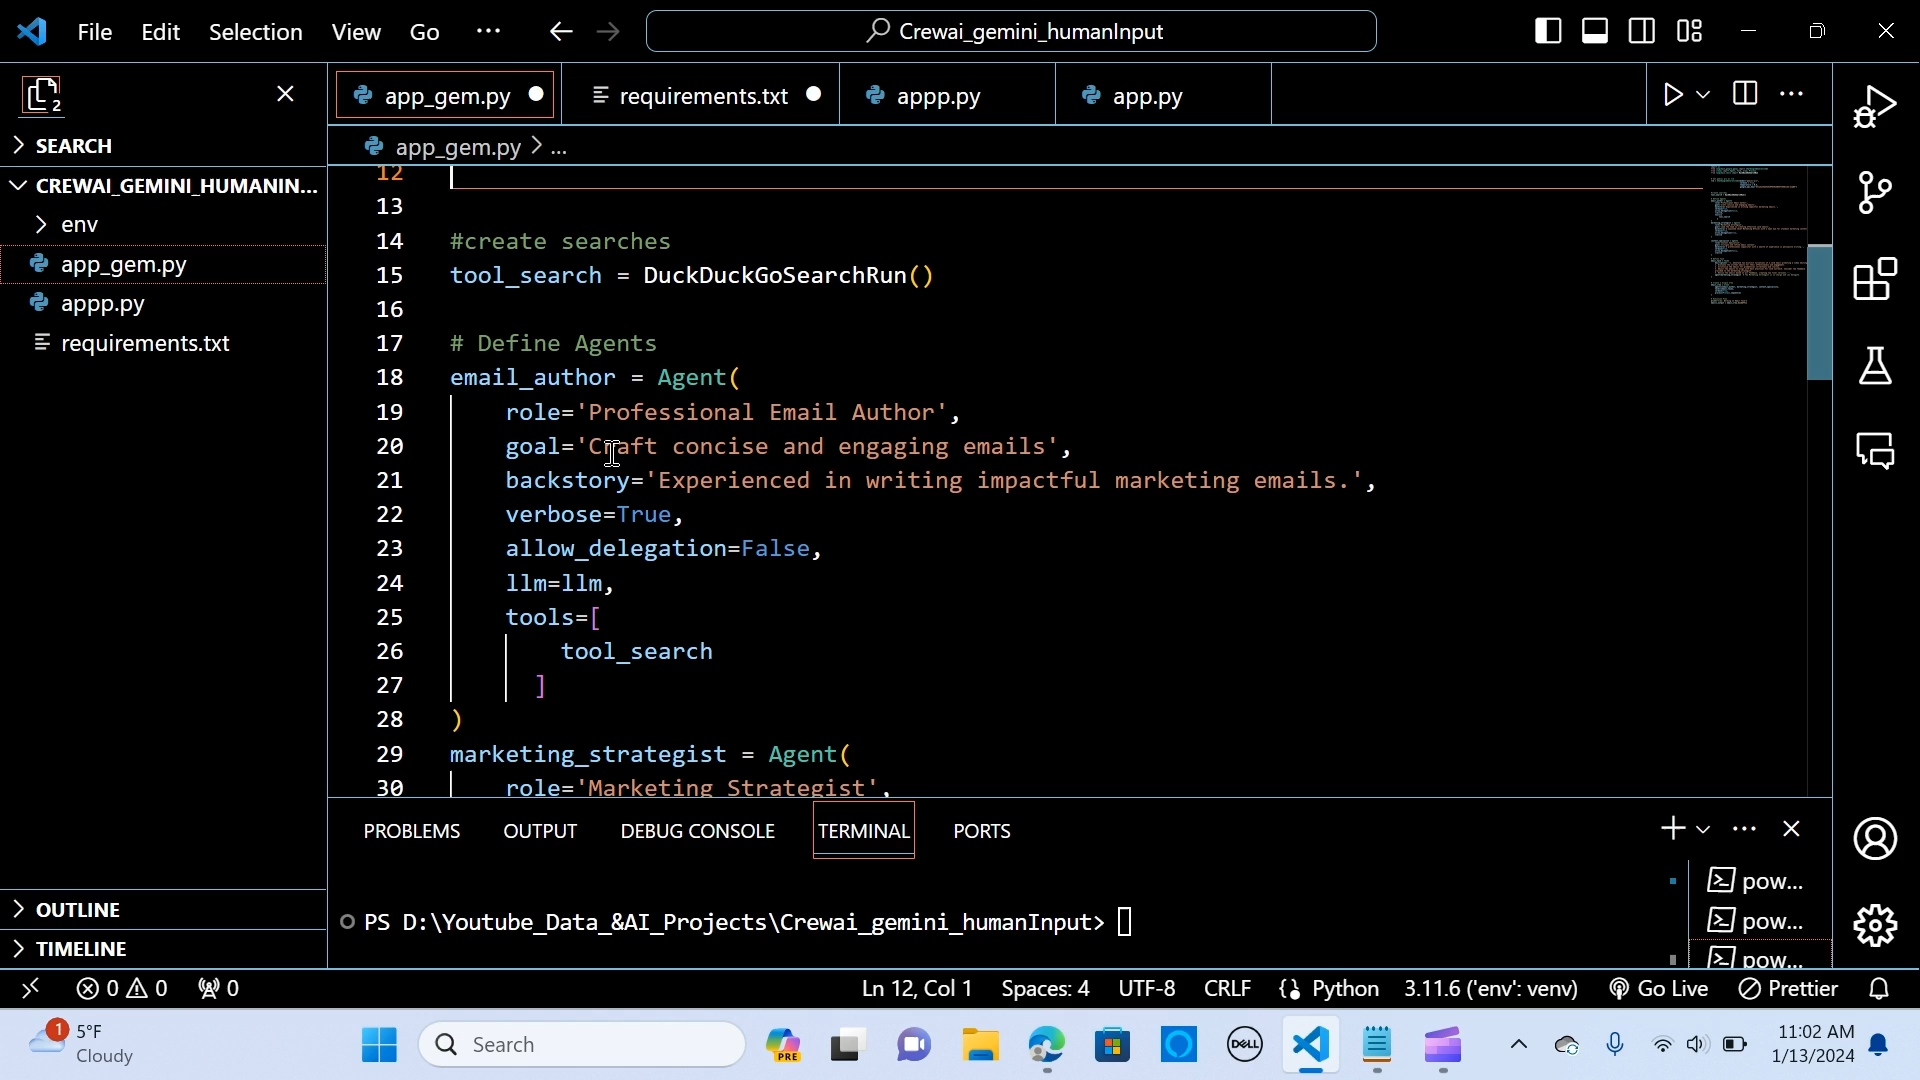 File Edit Selection View Go ··· Crewai_gemini_humanInput
2
app_gem.py requirements.txt appp.py app.py
SEARCH
app_gem.py > ...
CREWAI_GEMINI_HUMANIN...
env
app_gem.py
appp.py
requirements.txt
12
13
14 #create searches
15 tool_search = DuckDuckGoSearchRun()
16
17 # Define Agents
18 email_author = Agent(
19 role='Professional Email Author',
20 goal='Craft concise and engaging emails',
21 backstory='Experienced in writing impactful marketing emails.',
22 verbose=True,
23 allow_delegation=False,
24 llm=llm,
25 tools=[
26 tool_search
27 ]
28 )
29 marketing_strategist = Agent(
30 role='Marketing Strategist',
PROBLEMS OUTPUT DEBUG CONSOLE TERMINAL PORTS
pow...
PS D:\Youtube_Data_&AI_Projects\Crewai_gemini_humanInput>
pow...
pow...
OUTLINE
TIMELINE
0 0 0 Ln 12, Col 1 Spaces: 4 UTF-8 CRLF Python 3.11.6 ('env': venv) Go Live Prettier
1 5°F
Cloudy
Search
PRE
DELL
11:02 AM
1/13/2024